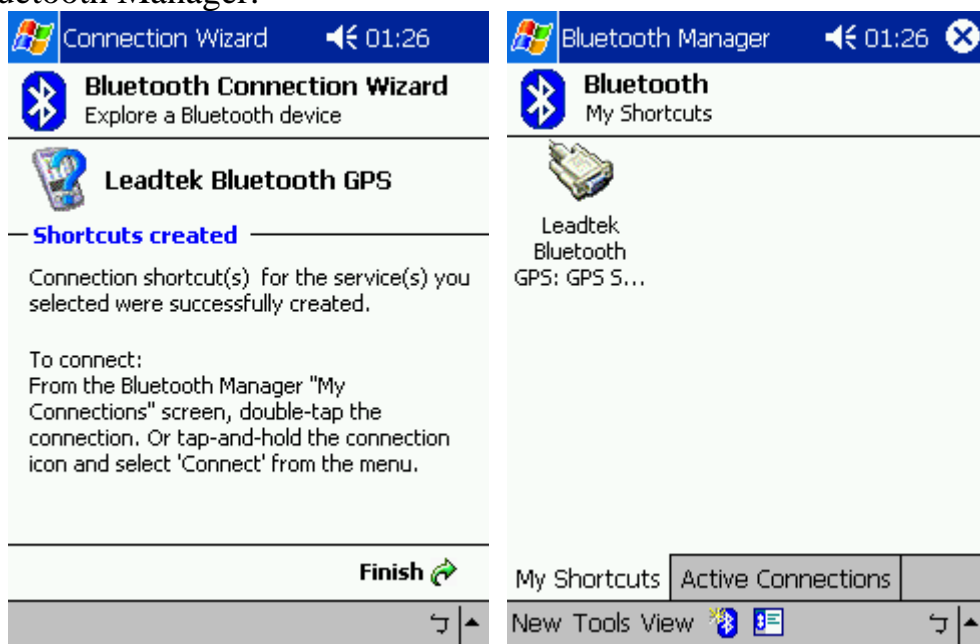 uetooth Manager.
Connection Wizard 01:26
Bluetooth Connection Wizard
Explore a Bluetooth device
Leadtek Bluetooth GPS
Shortcuts created
Connection shortcut(s) for the service(s) you
selected were successfully created.
To connect:
From the Bluetooth Manager "My
Connections" screen, double-tap the
connection. Or tap-and-hold the connection
icon and select 'Connect' from the menu.
Finish
Bluetooth Manager 01:26
Bluetooth
My Shortcuts
Leadtek
Bluetooth
GPS: GPS S...
My Shortcuts Active Connections
New Tools View